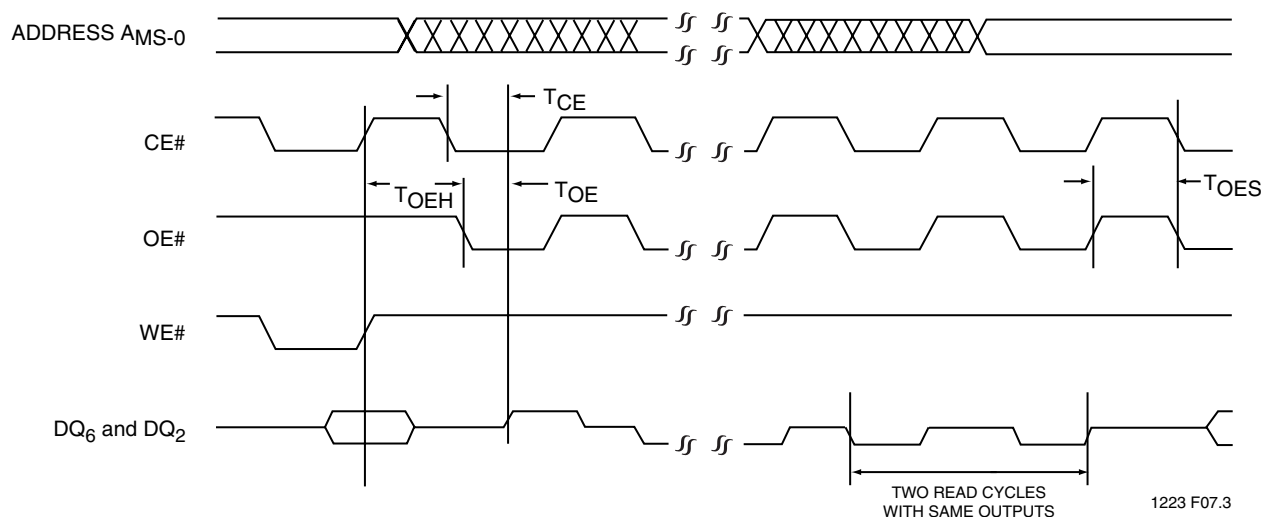 ADDRESS AMS-0
TCE
CE#
TOEH
TOE
TOES
OE#
WE#
DQ6 and DQ2
TWO READ CYCLES
WITH SAME OUTPUTS
1223 F07.3